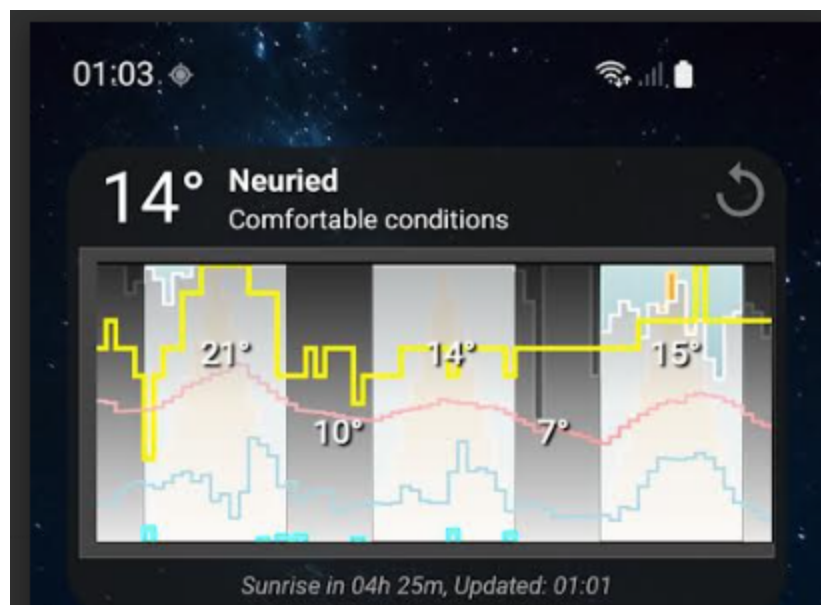 01:03
14° Neuried
Comfortable conditions
21° 14° 15°
10° 7°
Sunrise in 04h 25m, Updated: 01:01